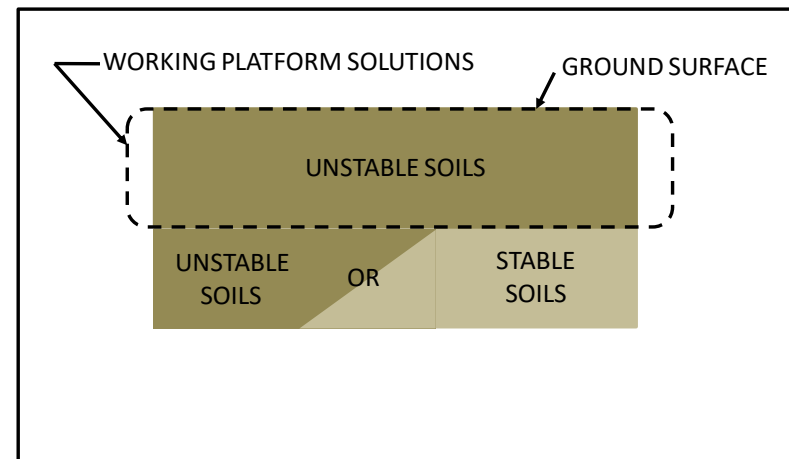 WORKING PLATFORM SOLUTIONS
GROUND SURFACE
UNSTABLE SOILS
UNSTABLE
SOILS
OR
STABLE
SOILS